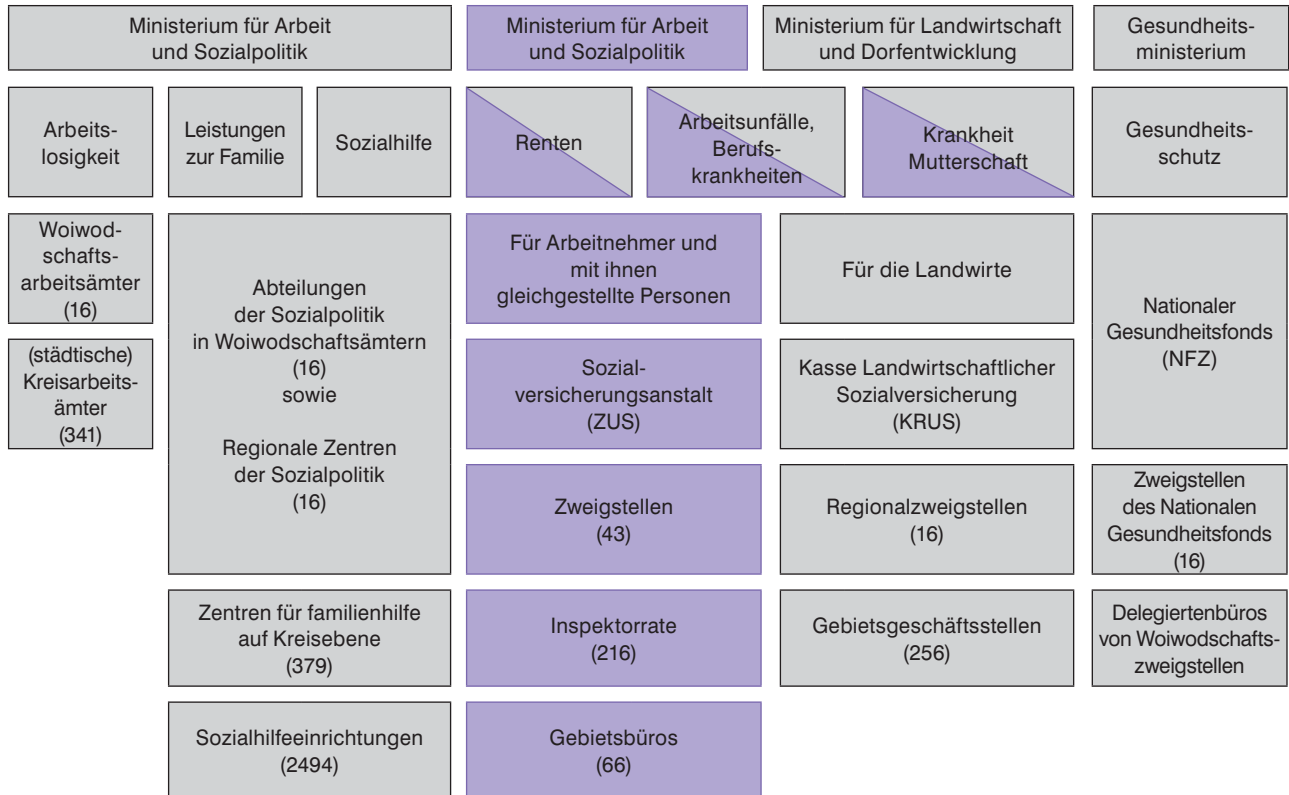 Ministerium für Arbeit
und Sozialpolitik
Ministerium für Arbeit
und Sozialpolitik
Ministerium für Landwirtschaft
und Dorfentwicklung
Gesundheits-
ministerium
Arbeits-
losigkeit
Leistungen
zur Familie
Sozialhilfe
Renten
Arbeitsunfälle,
Berufs-
krankheiten
Krankheit
Mutterschaft
Gesundheits-
schutz
Woiwod-
schafts-
arbeitsämter
(16)
(städtische)
Kreisarbeits-
ämter
(341)
Abteilungen
der Sozialpolitik
in Woiwodschaftsämtern
(16)
sowie
Regionale Zentren
der Sozialpolitik
(16)
Zentren für familienhilfe
auf Kreisebene
(379)
Sozialhilfeeinrichtungen
(2494)
Für Arbeitnehmer und
mit ihnen
gleichgestellte Personen
Sozial-
versicherungsanstalt
(ZUS)
Zweigstellen
(43)
Inspektorrate
(216)
Gebietsbüros
(66)
Für die Landwirte
Kasse Landwirtschaftlicher
Sozialversicherung
(KRUS)
Regionalzweigstellen
(16)
Gebietsgeschäftsstellen
(256)
Nationaler
Gesundheitsfonds
(NFZ)
Zweigstellen
des Nationalen
Gesundheitsfonds
(16)
Delegiertenbüros
von Woiwodschafts-
zweigstellen